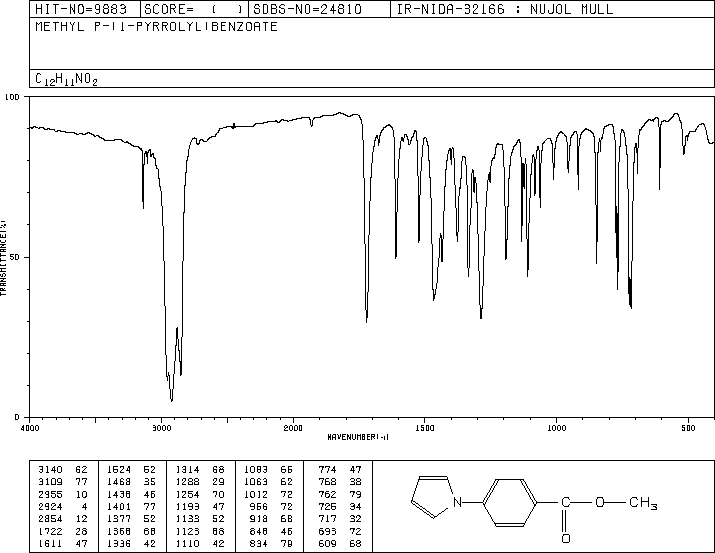 HIT-NO=9883 SCORE= ( ) SDBS-NO=24810 IR-NIDA-32166 : NUJOL MULL
METHYL P-(1-PYRROLYL)BENZOATE
C12H11NO2
100
50
0
TRANSMITTANCE(%)
4000 3000 2000 1500 1000 500
WAVENUMBER(-1)
3140 62 1524 52 1314 68 1083 66 774 47
3109 77 1468 35 1288 29 1063 62 768 38
2955 10 1438 46 1254 70 1012 72 762 79
2924 4 1401 77 1193 47 956 72 726 34
2854 12 1377 52 1133 52 918 68 717 32
1722 28 1368 68 1123 68 848 46 693 72
1611 47 1336 42 1110 42 834 79 609 68
N C O CH3
O